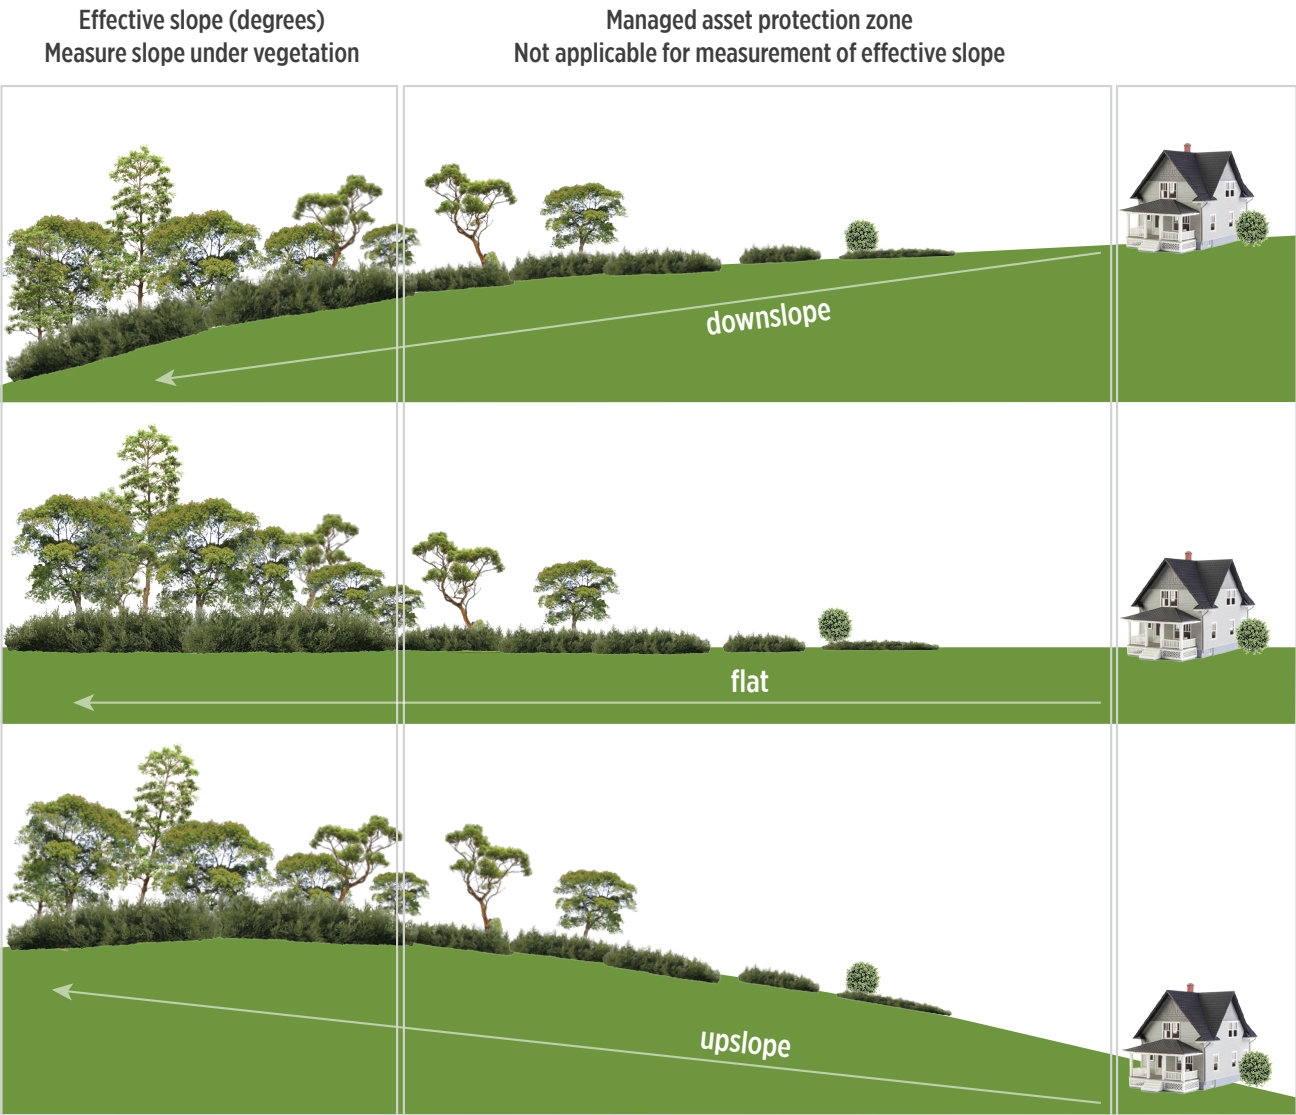 Effective slope (degrees)
Measure slope under vegetation
Managed asset protection zone
Not applicable for measurement of effective slope
downslope
flat
upslope